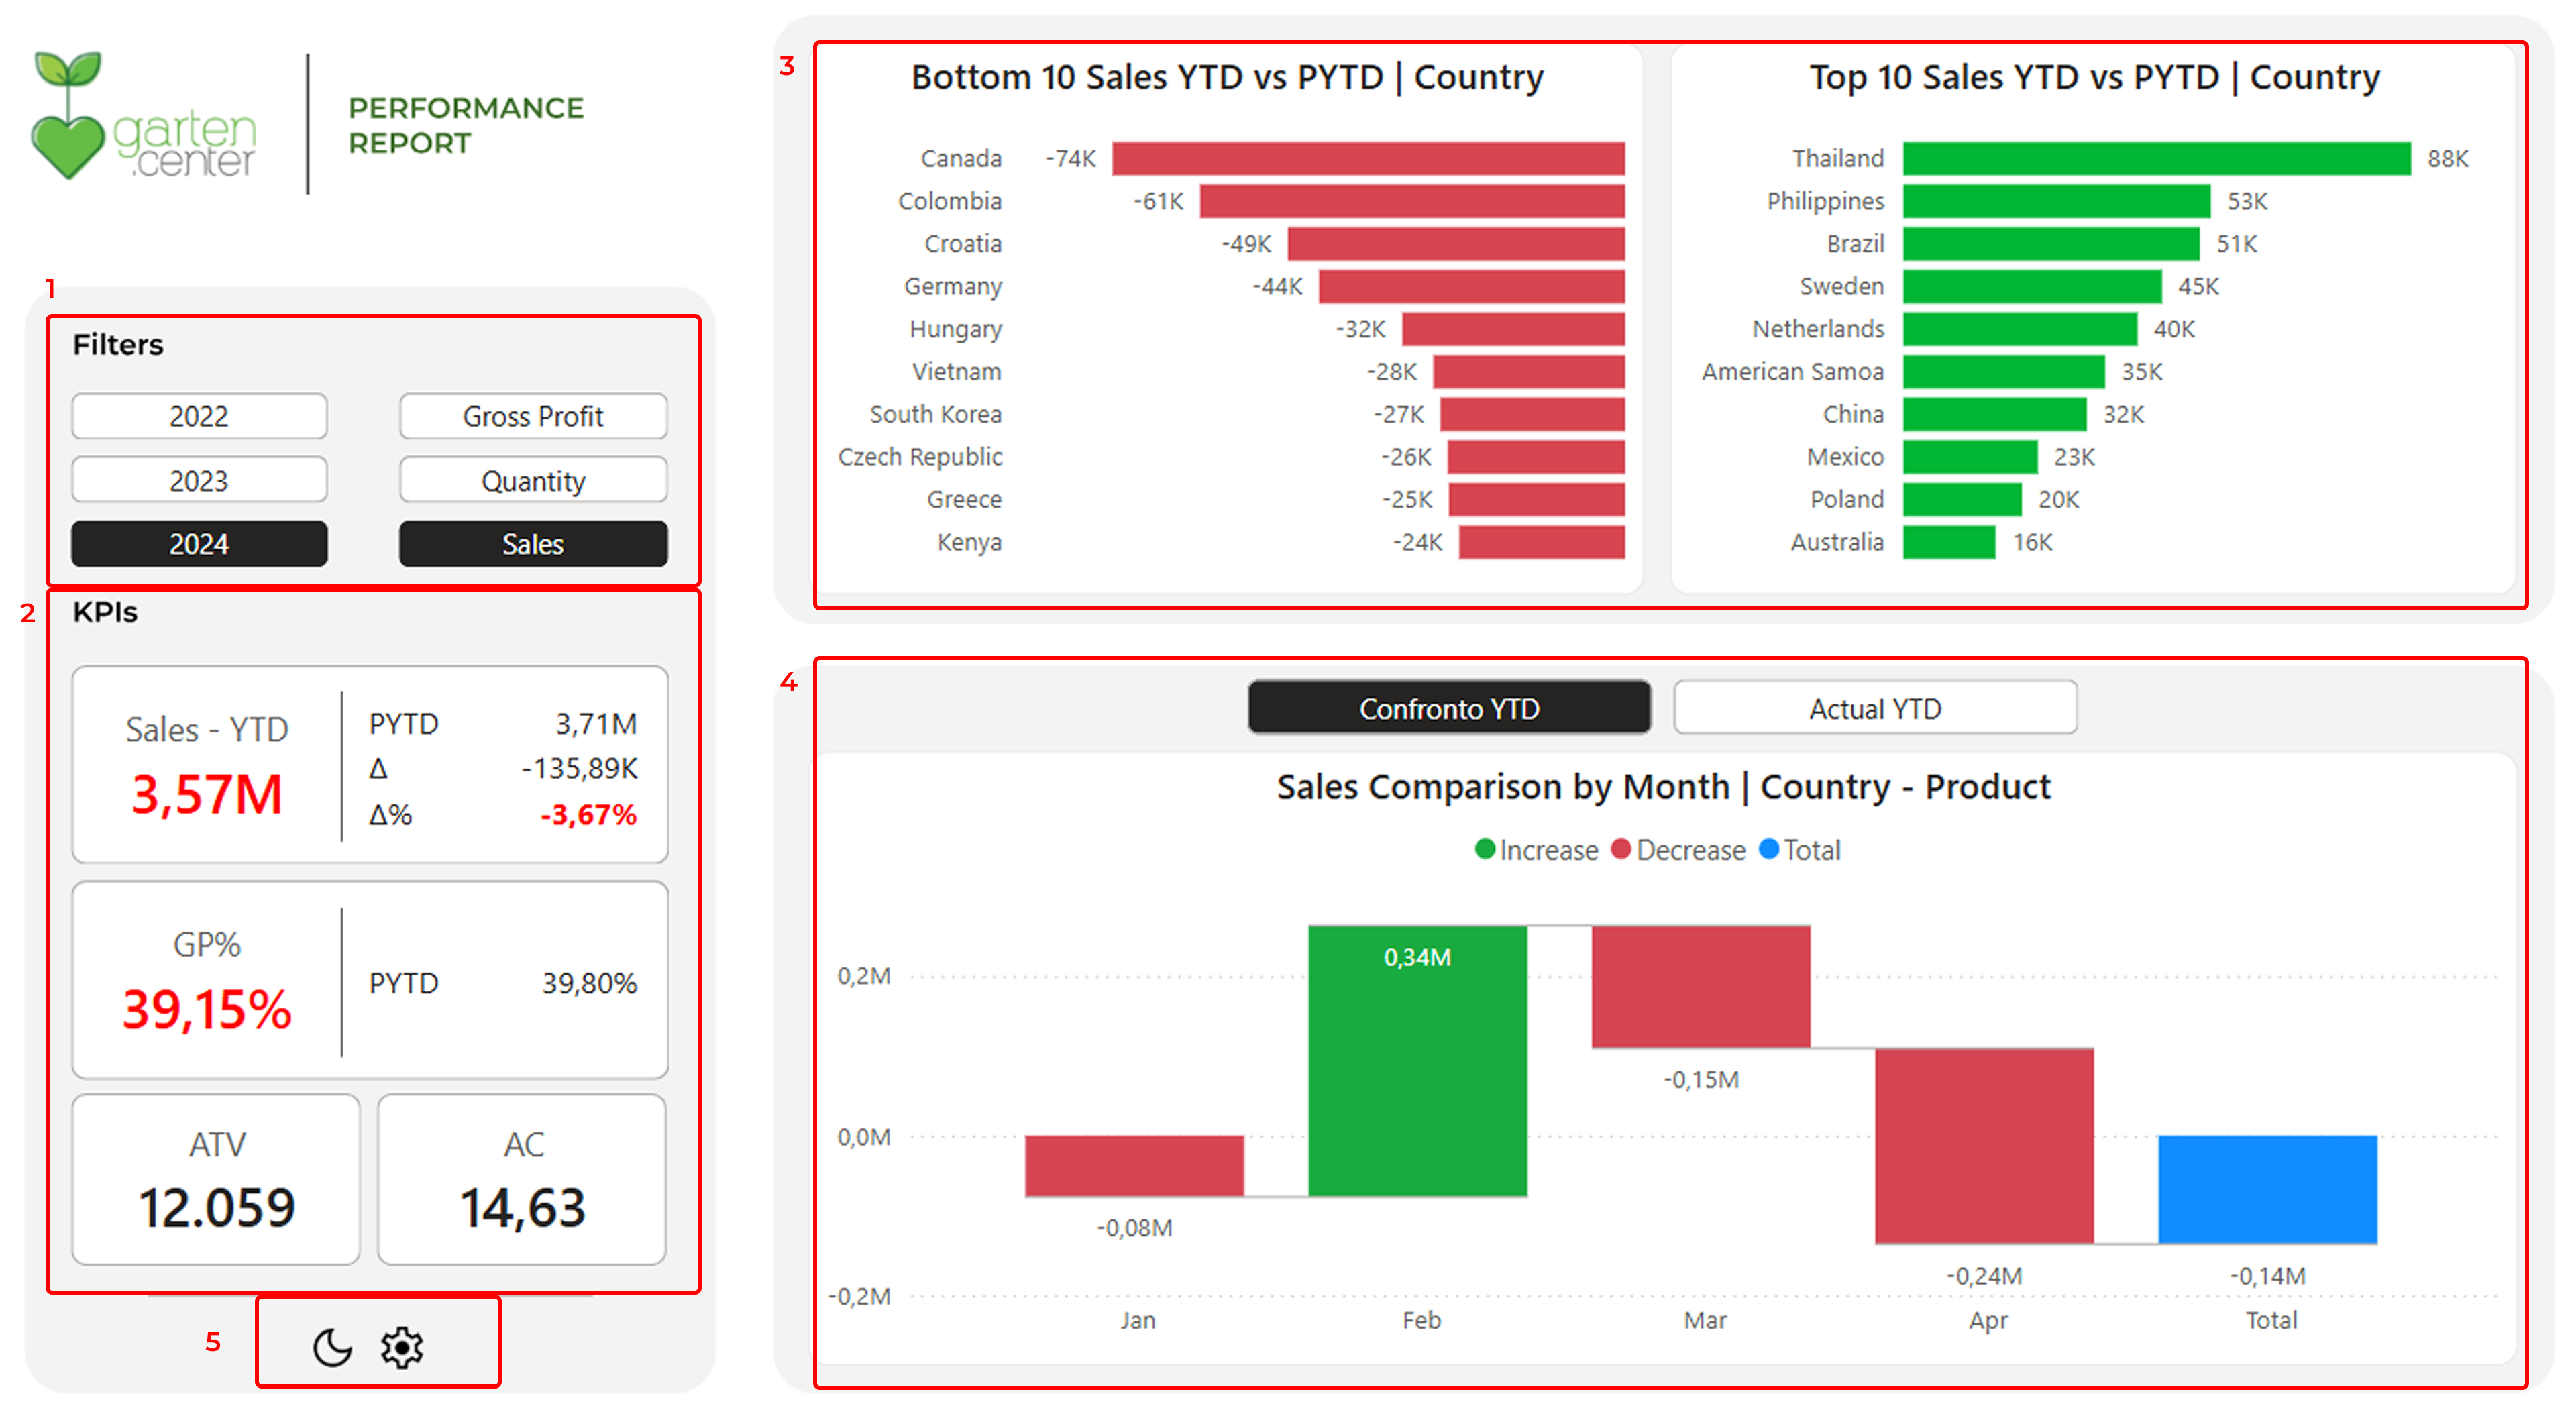 garten
.center
PERFORMANCE
REPORT
1
Filters
2022
Gross Profit
2023
Quantity
2024
Sales
2
KPIs
Sales - YTD
3,57M
PYTD 3,71M
Δ -135,89K
Δ% -3,67%
GP%
39,15%
PYTD 39,80%
ATV
12.059
AC
14,63
5
3
Bottom 10 Sales YTD vs PYTD | Country
Canada -74K
Colombia -61K
Croatia -49K
Germany -44K
Hungary -32K
Vietnam -28K
South Korea -27K
Czech Republic -26K
Greece -25K
Kenya -24K
Top 10 Sales YTD vs PYTD | Country
Thailand 88K
Philippines 53K
Brazil 51K
Sweden 45K
Netherlands 40K
American Samoa 35K
China 32K
Mexico 23K
Poland 20K
Australia 16K
4
Confronto YTD
Actual YTD
Sales Comparison by Month | Country - Product
Increase Decrease Total
0,2M
0,0M
-0,2M
-0,08M
0,34M
-0,15M
-0,24M
-0,14M
Jan Feb Mar Apr Total